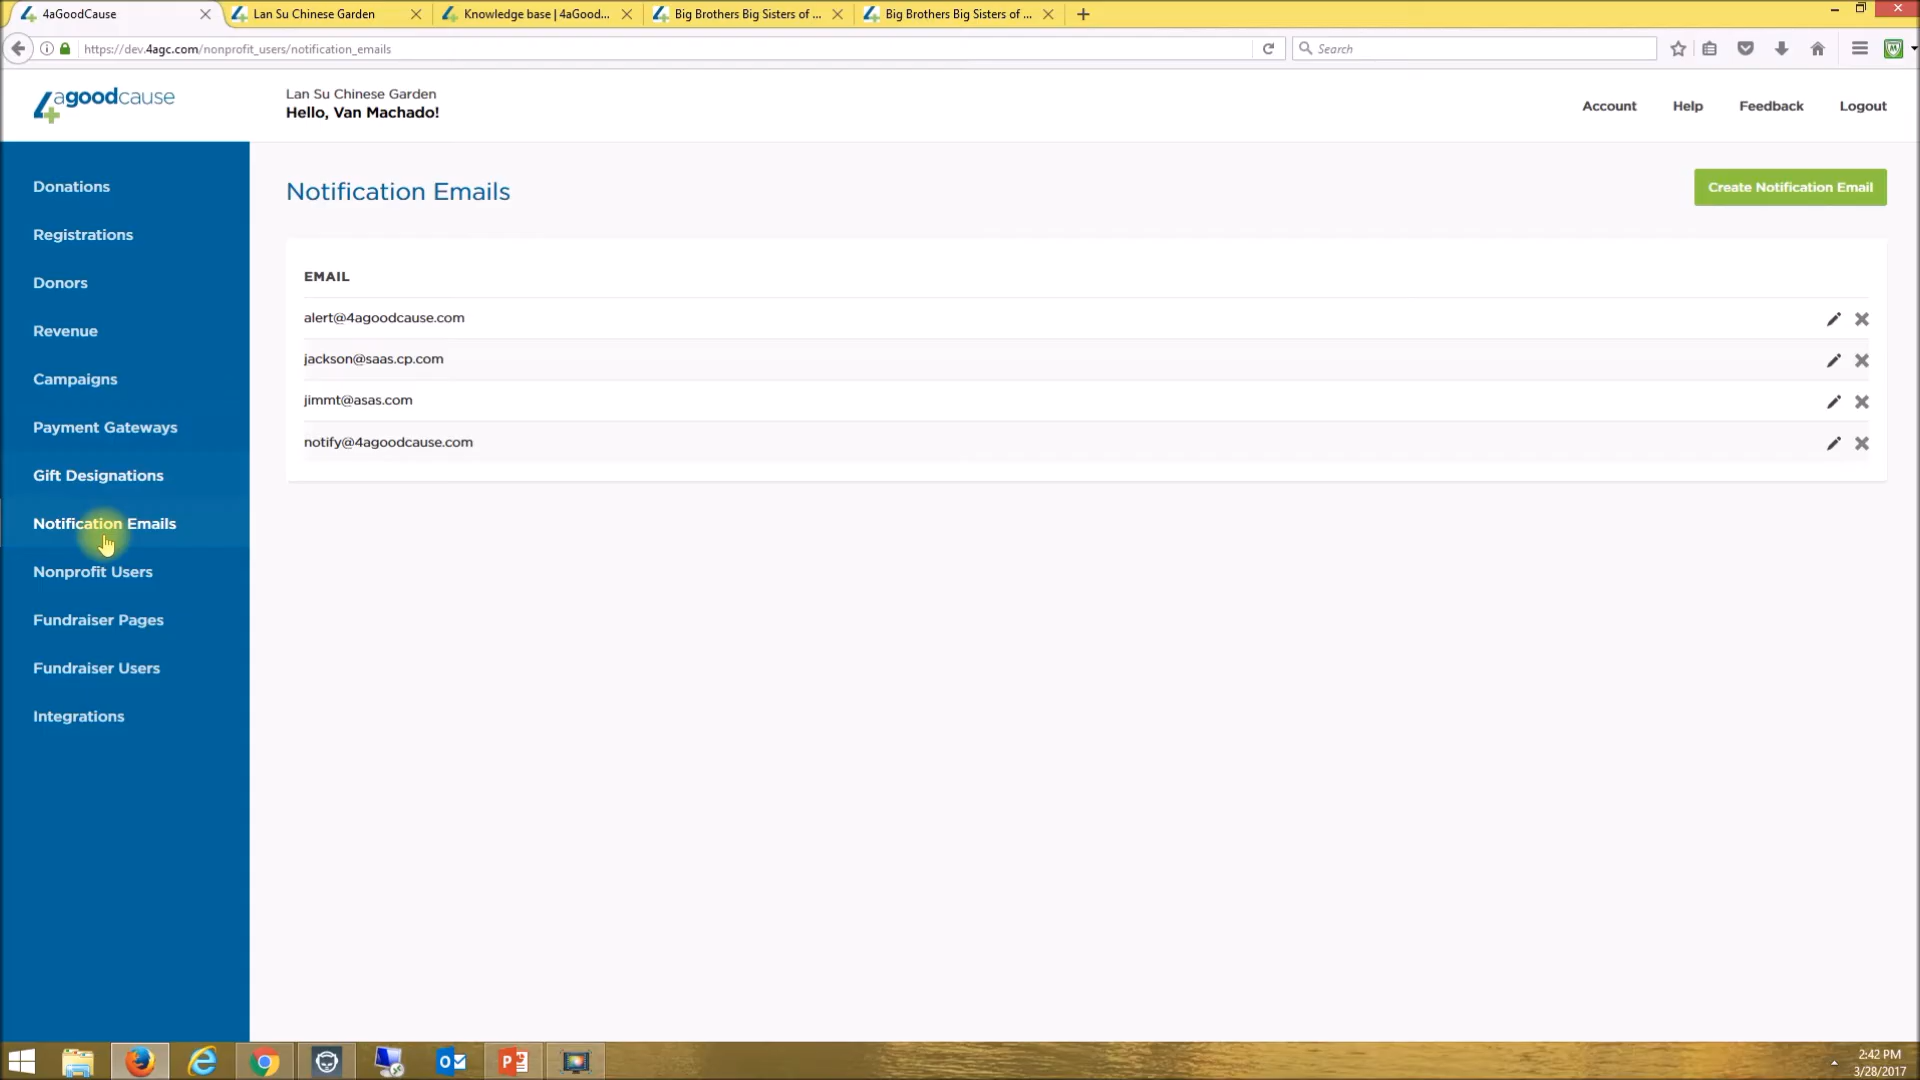 4aGoodCause
Lan Su Chinese Garden
Knowledge base | 4aGood...
Big Brothers Big Sisters of ...
Big Brothers Big Sisters of ...
https://dev.4agc.com/nonprofit_users/notification_emails
Search
4agoodcause
Lan Su Chinese Garden
Hello, Van Machado!
Account
Help
Feedback
Logout
Donations
Registrations
Donors
Revenue
Campaigns
Payment Gateways
Gift Designations
Notification Emails
Nonprofit Users
Fundraiser Pages
Fundraiser Users
Integrations
Notification Emails
Create Notification Email
EMAIL
alert@4agoodcause.com
jackson@saas.cp.com
jimmt@asas.com
notify@4agoodcause.com
2:42 PM
3/28/2017